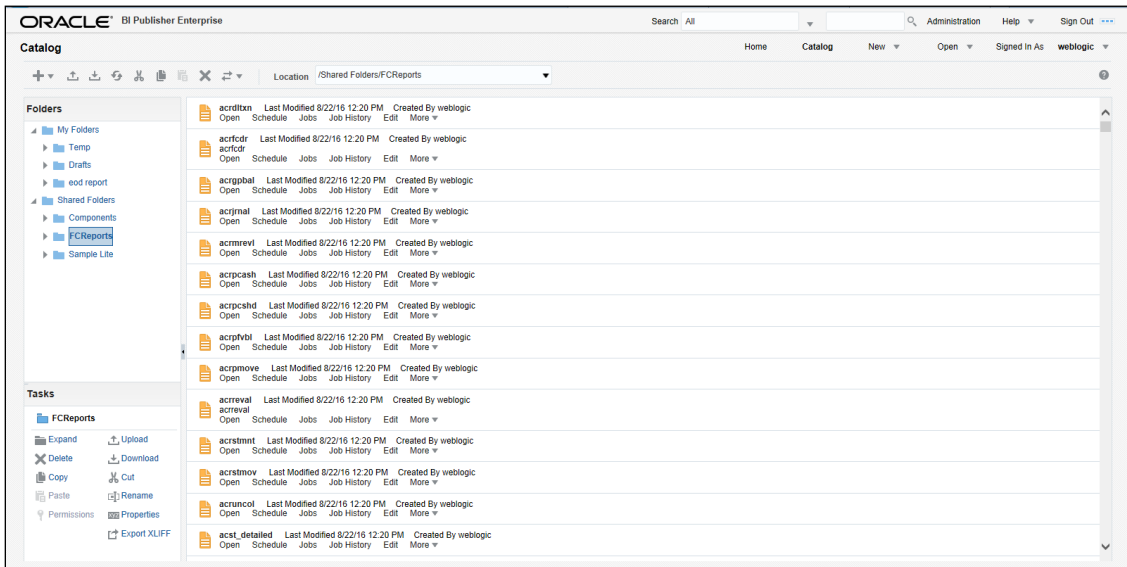 ORACLE BI Publisher Enterprise Search All Administration Help Sign Out
Catalog Home Catalog New Open Signed In As weblogic
Location /Shared Folders/FCReports
Folders
My Folders
Temp
Drafts
eod report
Shared Folders
Components
FCReports
Sample Lite
Tasks
FCReports
Expand Upload
Delete Download
Copy Cut
Paste Rename
Permissions Properties
Export XLIFF
acrdltxn Last Modified 8/22/16 12:20 PM Created By weblogic
Open Schedule Jobs Job History Edit More
acrfcdr Last Modified 8/22/16 12:20 PM Created By weblogic
acrfcdr
Open Schedule Jobs Job History Edit More
acrgpbal Last Modified 8/22/16 12:20 PM Created By weblogic
Open Schedule Jobs Job History Edit More
acrjrnal Last Modified 8/22/16 12:20 PM Created By weblogic
Open Schedule Jobs Job History Edit More
acrmrevl Last Modified 8/22/16 12:20 PM Created By weblogic
Open Schedule Jobs Job History Edit More
acrpcash Last Modified 8/22/16 12:20 PM Created By weblogic
Open Schedule Jobs Job History Edit More
acrpcshd Last Modified 8/22/16 12:20 PM Created By weblogic
Open Schedule Jobs Job History Edit More
acrpfvbl Last Modified 8/22/16 12:20 PM Created By weblogic
Open Schedule Jobs Job History Edit More
acrpmove Last Modified 8/22/16 12:20 PM Created By weblogic
Open Schedule Jobs Job History Edit More
acrreval Last Modified 8/22/16 12:20 PM Created By weblogic
acrreval
Open Schedule Jobs Job History Edit More
acrstmnt Last Modified 8/22/16 12:20 PM Created By weblogic
Open Schedule Jobs Job History Edit More
acrstmov Last Modified 8/22/16 12:20 PM Created By weblogic
Open Schedule Jobs Job History Edit More
acruncol Last Modified 8/22/16 12:20 PM Created By weblogic
Open Schedule Jobs Job History Edit More
acst_detailed Last Modified 8/22/16 12:20 PM Created By weblogic
Open Schedule Jobs Job History Edit More